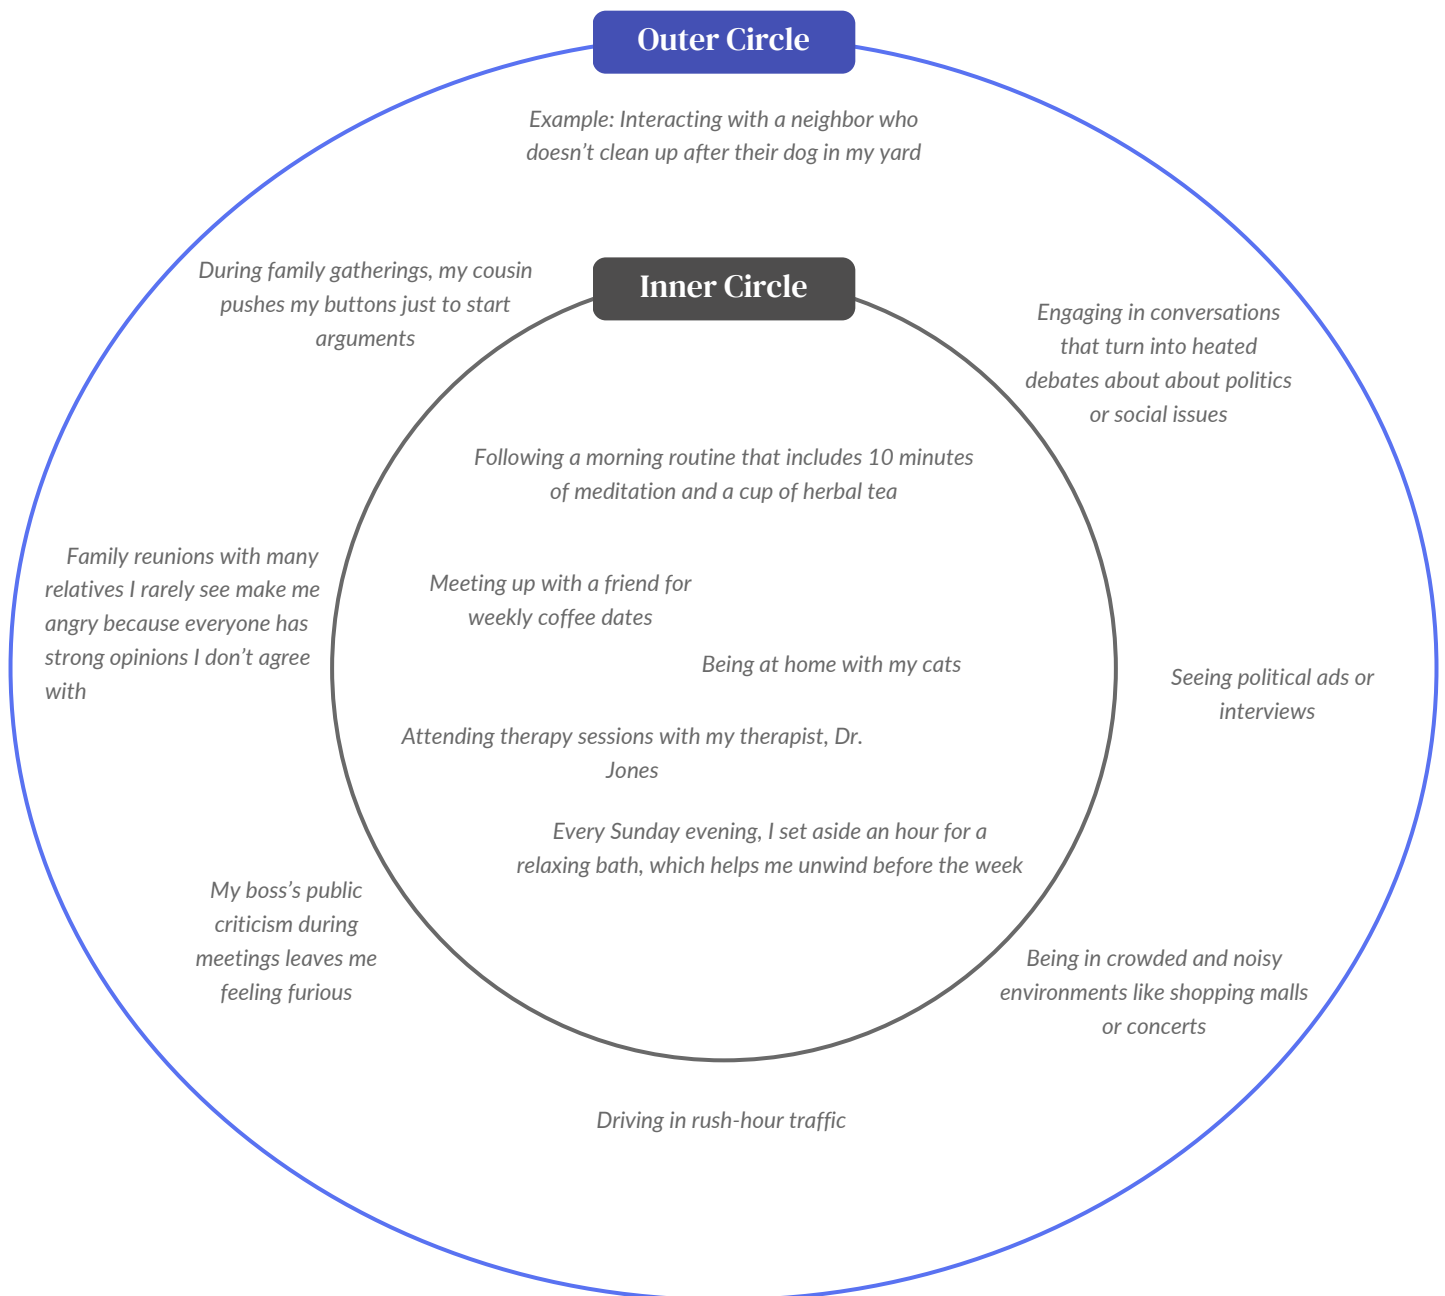 Outer Circle
Example: Interacting with a neighbor who
doesn't clean up after their dog in my yard
During family gatherings, my cousin
pushes my buttons just to start
arguments
Inner Circle
Engaging in conversations
that turn into heated
debates about about politics
or social issues
Following a morning routine that includes 10 minutes
of meditation and a cup of herbal tea
Family reunions with many
relatives I rarely see make me
angry because everyone has
strong opinions I don't agree
with
Meeting up with a friend for
weekly coffee dates
Being at home with my cats
Seeing political ads or
interviews
Attending therapy sessions with my therapist, Dr.
Jones
Every Sunday evening, I set aside an hour for a
relaxing bath, which helps me unwind before the week
My boss's public
criticism during
meetings leaves me
feeling furious
Being in crowded and noisy
environments like shopping malls
or concerts
Driving in rush-hour traffic